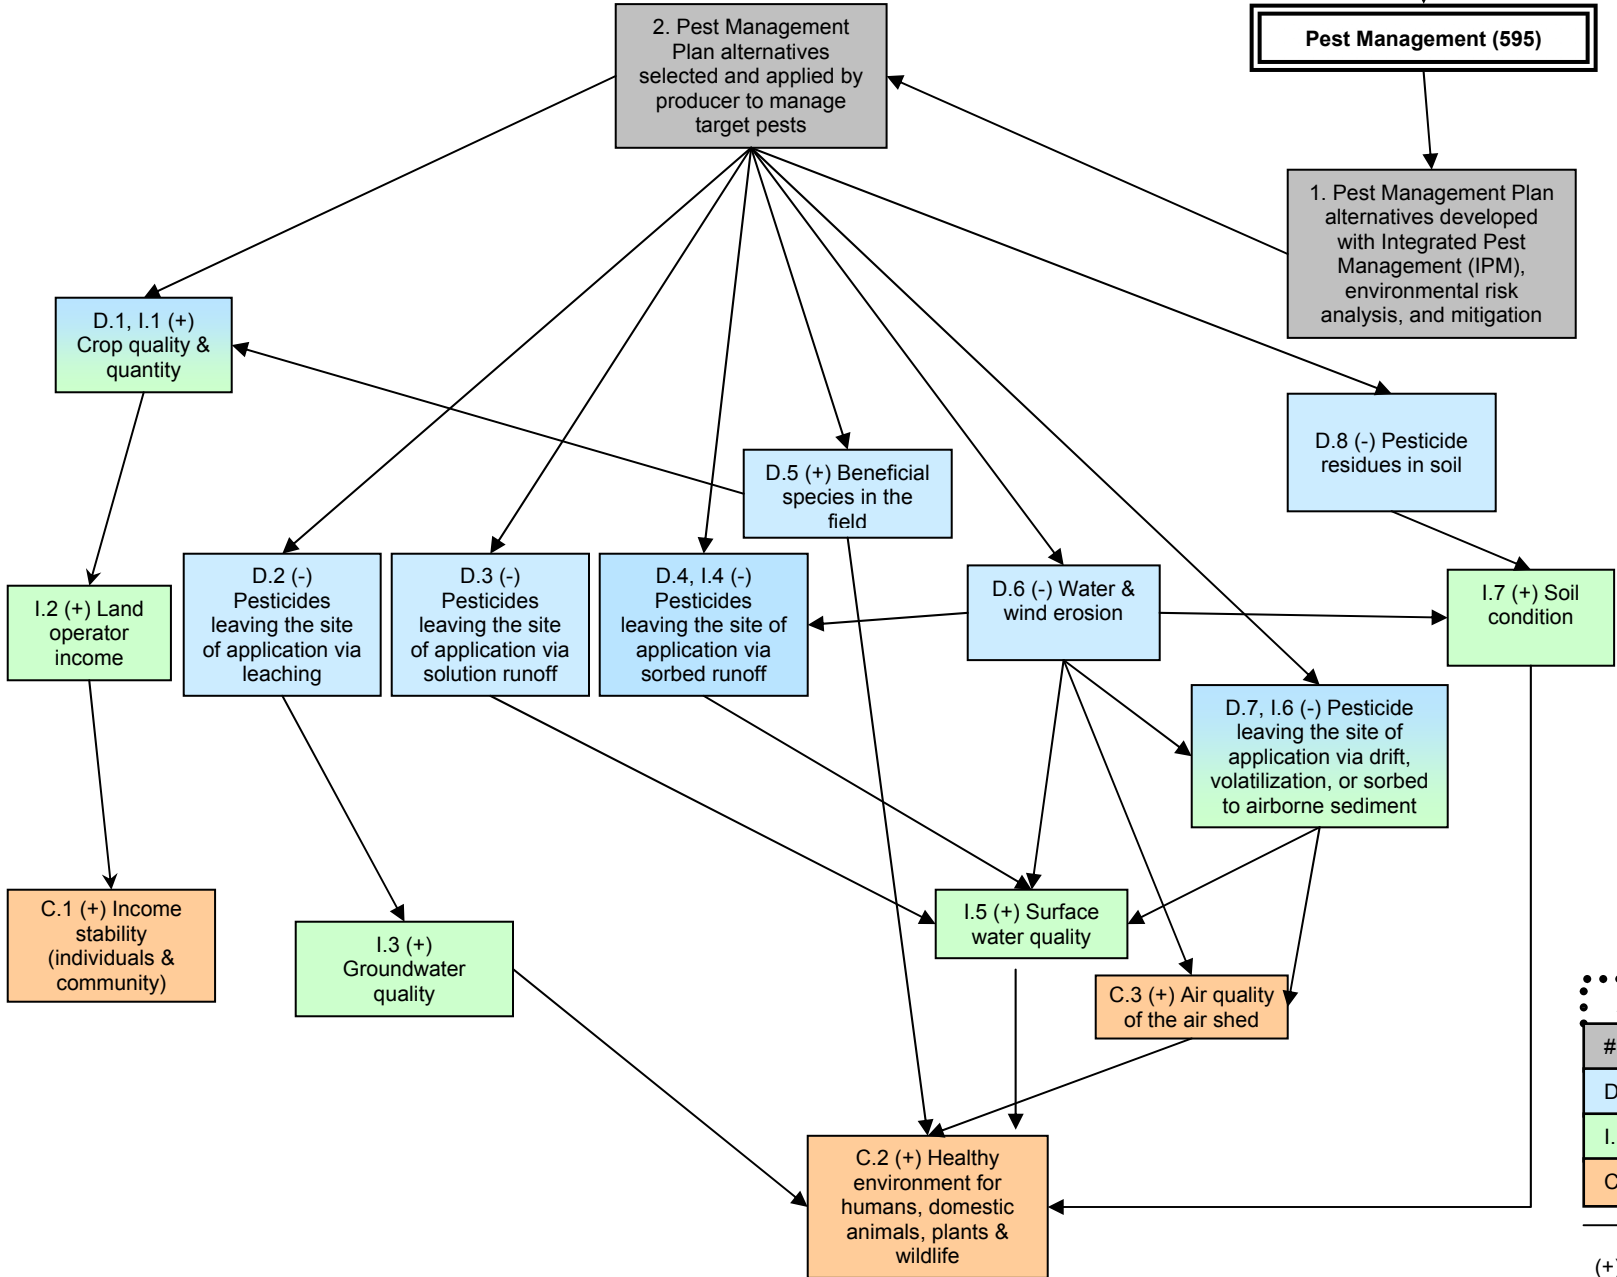 2. Pest Management
Plan alternatives
selected and applied by
producer to manage
target pests
Pest Management (595)
1. Pest Management Plan
alternatives developed
with Integrated Pest
Management (IPM),
environmental risk
analysis, and mitigation
D.1, I.1 (+)
Crop quality &
quantity
D.8 (-) Pesticide
residues in soil
D.5 (+) Beneficial
species in the
field
I.2 (+) Land
operator
income
D.2 (-)
Pesticides
leaving the site
of application via
leaching
D.3 (-)
Pesticides
leaving the site
of application via
solution runoff
D.4, I.4 (-)
Pesticides
leaving the site of
application via
sorbed runoff
D.6 (-) Water &
wind erosion
I.7 (+) Soil
condition
D.7, I.6 (-) Pesticide
leaving the site of
application via drift,
volatilization, or sorbed
to airborne sediment
C.1 (+) Income
stability
(individuals &
community)
I.3 (+)
Groundwater
quality
I.5 (+) Surface
water quality
C.3 (+) Air quality
of the air shed
C.2 (+) Healthy
environment for
humans, domestic
animals, plants &
wildlife
#
D
I.
C
(+)